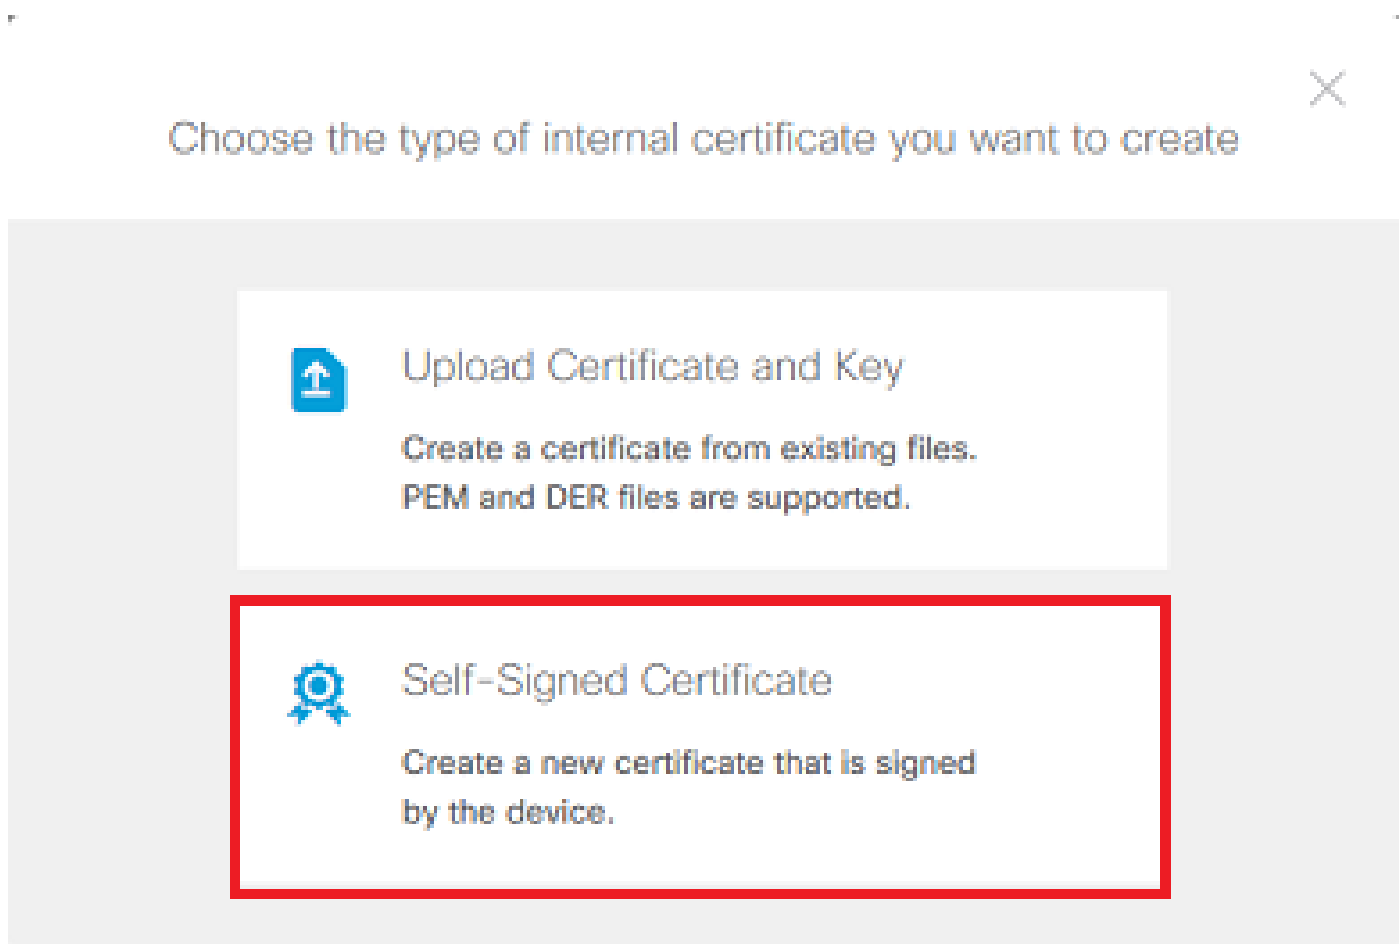 Choose the type of internal certificate you want to create
Upload Certificate and Key
Create a certificate from existing files.
PEM and DER files are supported.
Self-Signed Certificate
Create a new certificate that is signed
by the device.